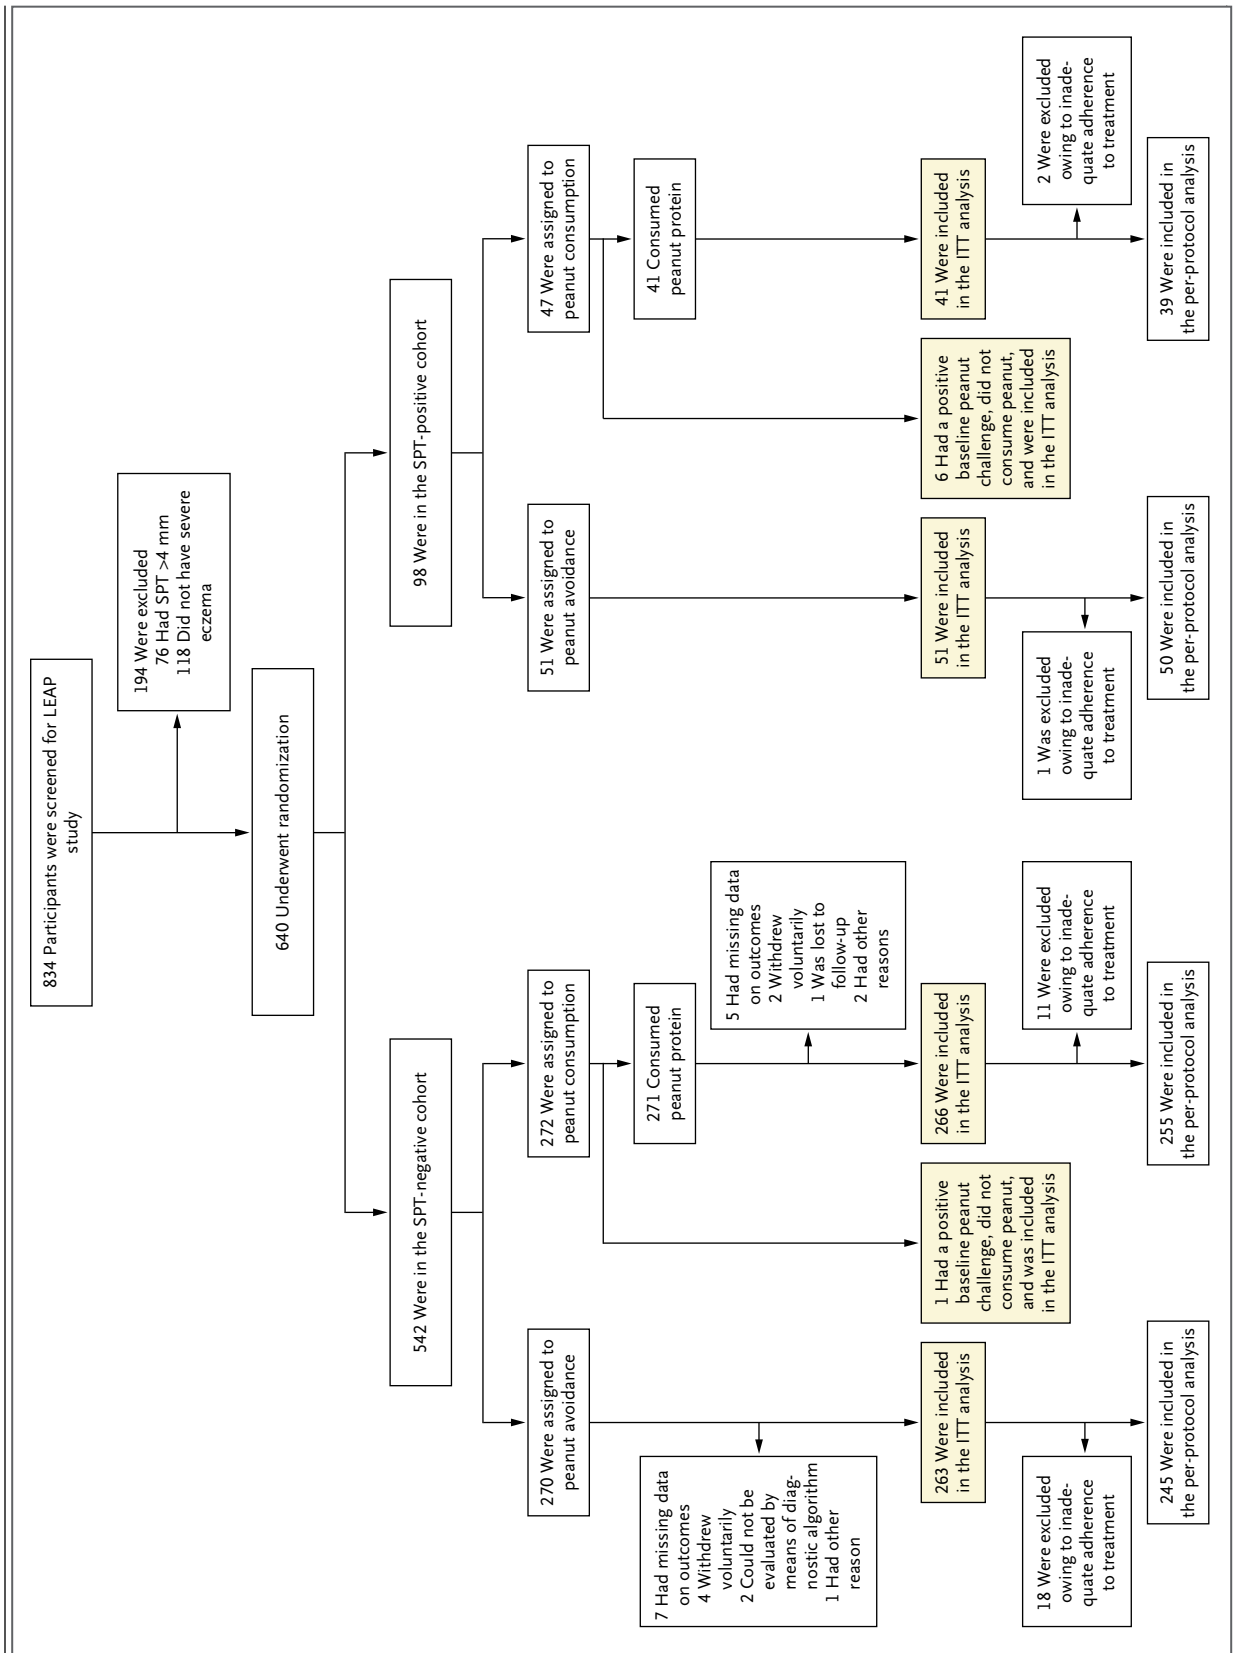 834 Participants were screened for LEAP
study
194 Were excluded
76 Had SPT >4 mm
118 Did not have severe
eczema
640 Underwent randomization
542 Were in the SPT-negative cohort
98 Were in the SPT-positive cohort
270 Were assigned to
peanut avoidance
272 Were assigned to
peanut consumption
51 Were assigned to
peanut avoidance
47 Were assigned to
peanut consumption
7 Had missing data
on outcomes
4 Withdrew
voluntarily
2 Could not be
evaluated by
means of diag-
nostic algorithm
1 Had other
reason
271 Consumed
peanut protein
41 Consumed
peanut protein
5 Had missing data
on outcomes
2 Withdrew
voluntarily
1 Was lost to
follow-up
2 Had other
reasons
263 Were included
in the ITT analysis
1 Had a positive
baseline peanut
challenge, did not
consume peanut,
and was included
in the ITT analysis
266 Were included
in the ITT analysis
51 Were included
in the ITT analysis
6 Had a positive
baseline peanut
challenge, did not
consume peanut,
and were included
in the ITT analysis
41 Were included
in the ITT analysis
18 Were excluded
owing to inade-
quate adherence
to treatment
11 Were excluded
owing to inade-
quate adherence
to treatment
1 Was excluded
owing to inade-
quate adherence
to treatment
2 Were excluded
owing to inade-
quate adherence
to treatment
245 Were included in
the per-protocol analysis
255 Were included in
the per-protocol analysis
50 Were included in
the per-protocol analysis
39 Were included in
the per-protocol analysis